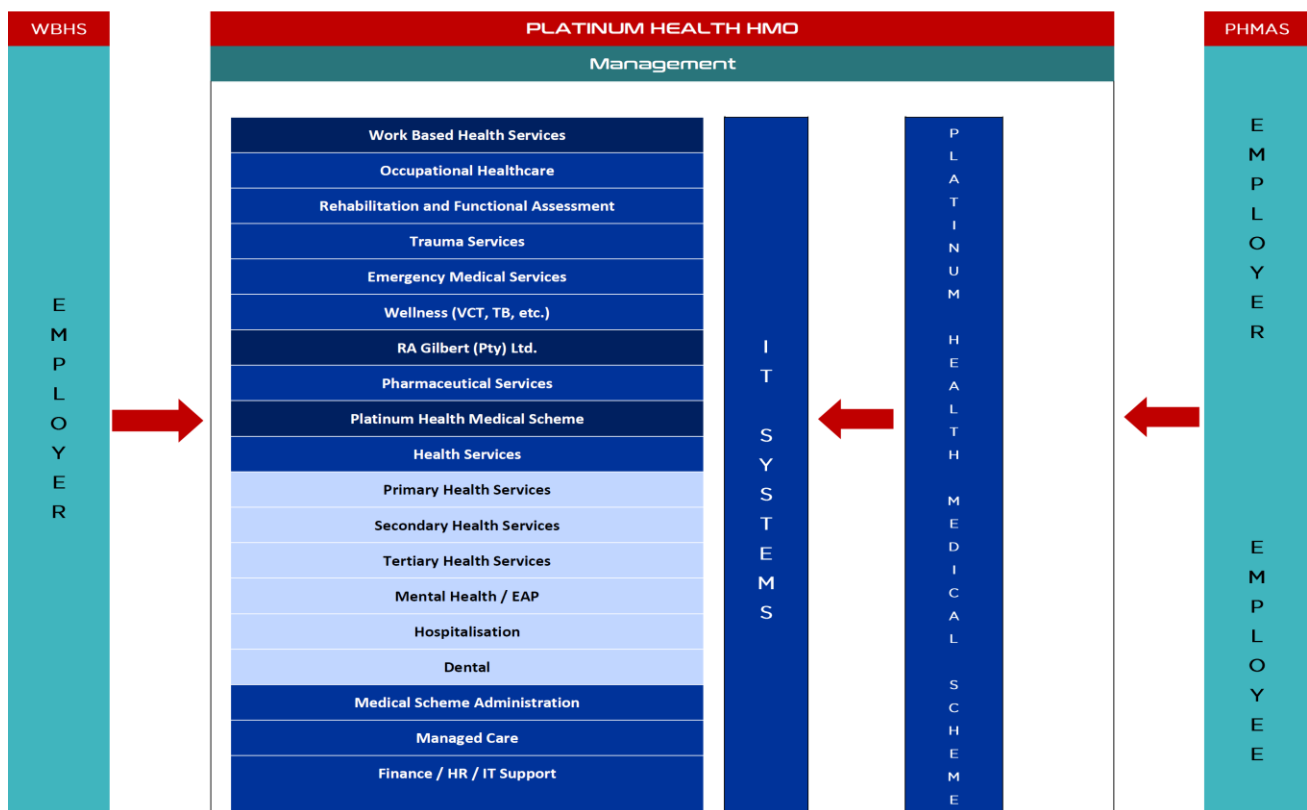 WBHS
PLATINUM HEALTH HMO
PHMAS
Management
EMPLOYER
Work Based Health Services
Occupational Healthcare
Rehabilitation and Functional Assessment
Trauma Services
Emergency Medical Services
Wellness (VCT, TB, etc.)
RA Gilbert (Pty) Ltd.
Pharmaceutical Services
Platinum Health Medical Scheme
Health Services
Primary Health Services
Secondary Health Services
Tertiary Health Services
Mental Health / EAP
Hospitalisation
Dental
Medical Scheme Administration
Managed Care
Finance / HR / IT Support
IT SYSTEMS
PLATINUM HEALTH MEDICAL SCHEME
EMPLOYER
EMPLOYEE